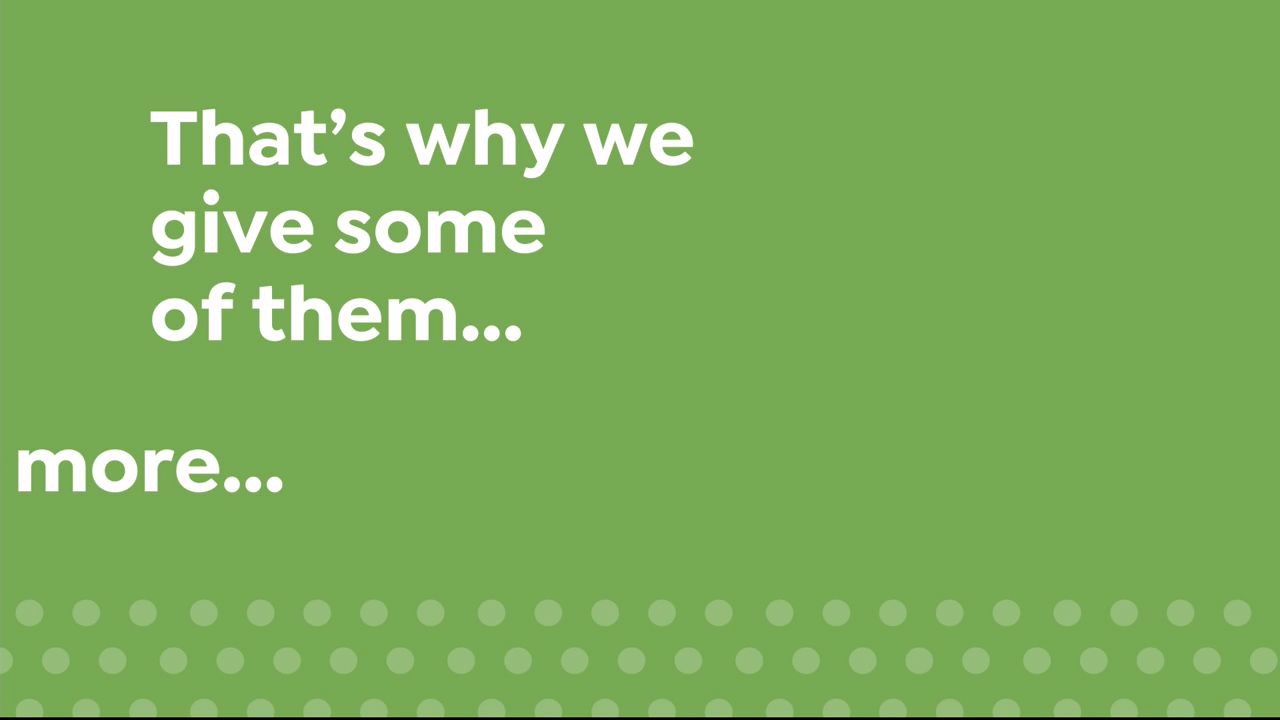 That’s why we
give some
of them...
more...